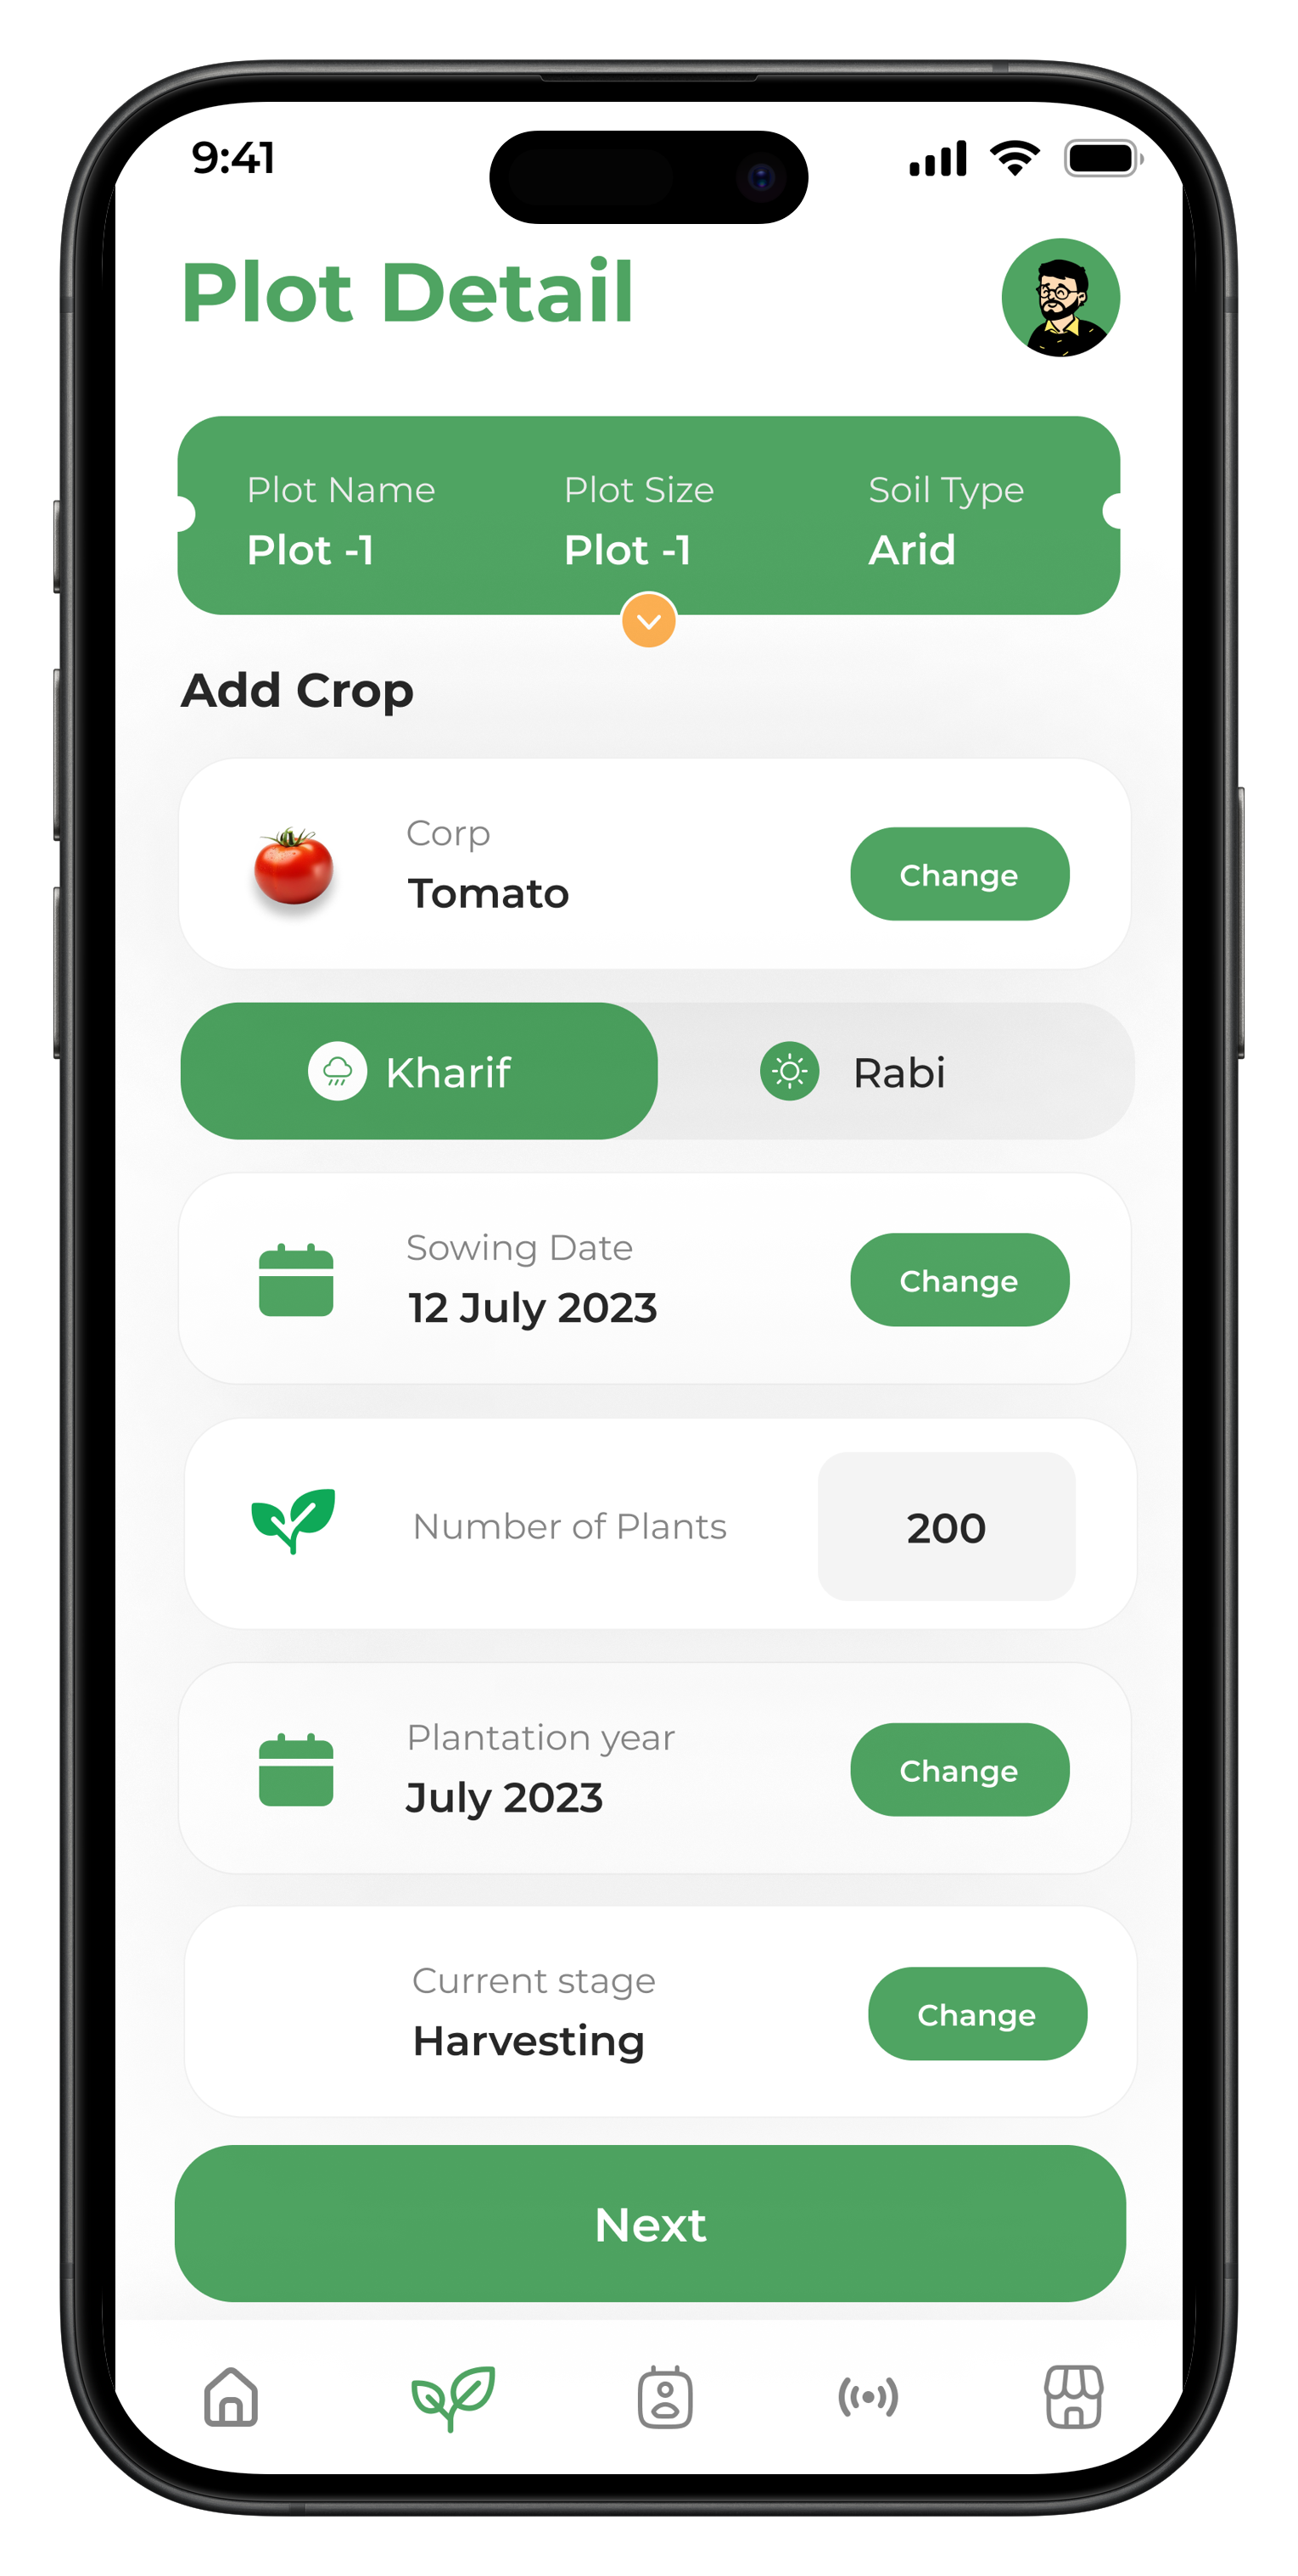 9:41
Plot Detail
Plot Name Plot Size Soil Type
Plot -1 Plot -1 Arid
Add Crop
Corp
Tomato
Change
Kharif Rabi
Sowing Date
12 July 2023
Change
Number of Plants
200
Plantation year
July 2023
Change
Current stage
Harvesting
Change
Next